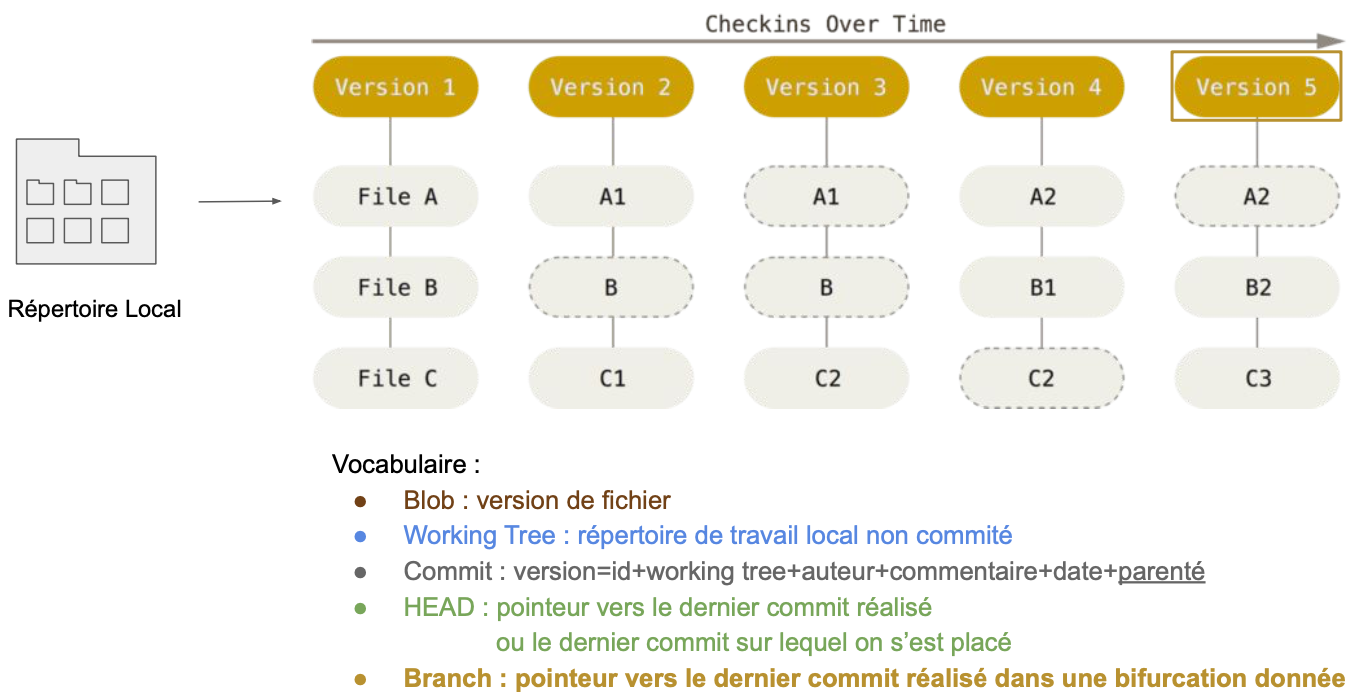 Checkins Over Time
Version 1 Version 2 Version 3 Version 4 Version 5
File A A1 A1 A2 A2
File B B B B1 B2
Répertoire Local
File C C1 C2 C2 C3
Vocabulaire :
● Blob : version de fichier
● Working Tree : répertoire de travail local non commité
● Commit : version=id+working tree+auteur+commentaire+date+parenté
● HEAD : pointeur vers le dernier commit réalisé
ou le dernier commit sur lequel on s’est placé
● Branch : pointeur vers le dernier commit réalisé dans une bifurcation donnée